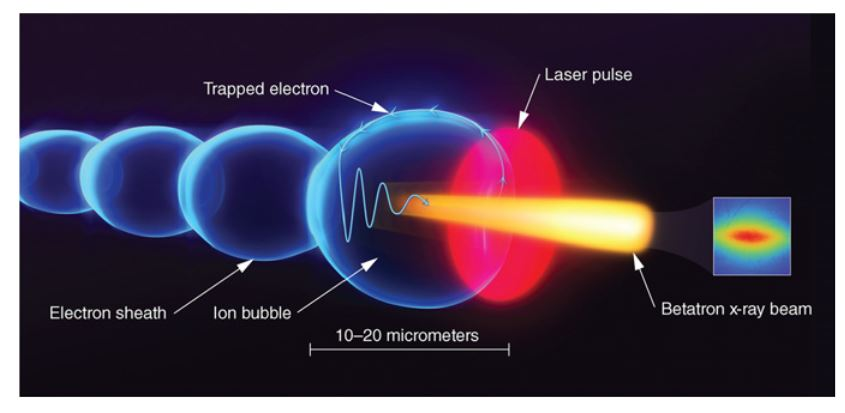 Laser pulse
Trapped electron
Electron sheath
Ion bubble
Betatron x-ray beam
10–20 micrometers